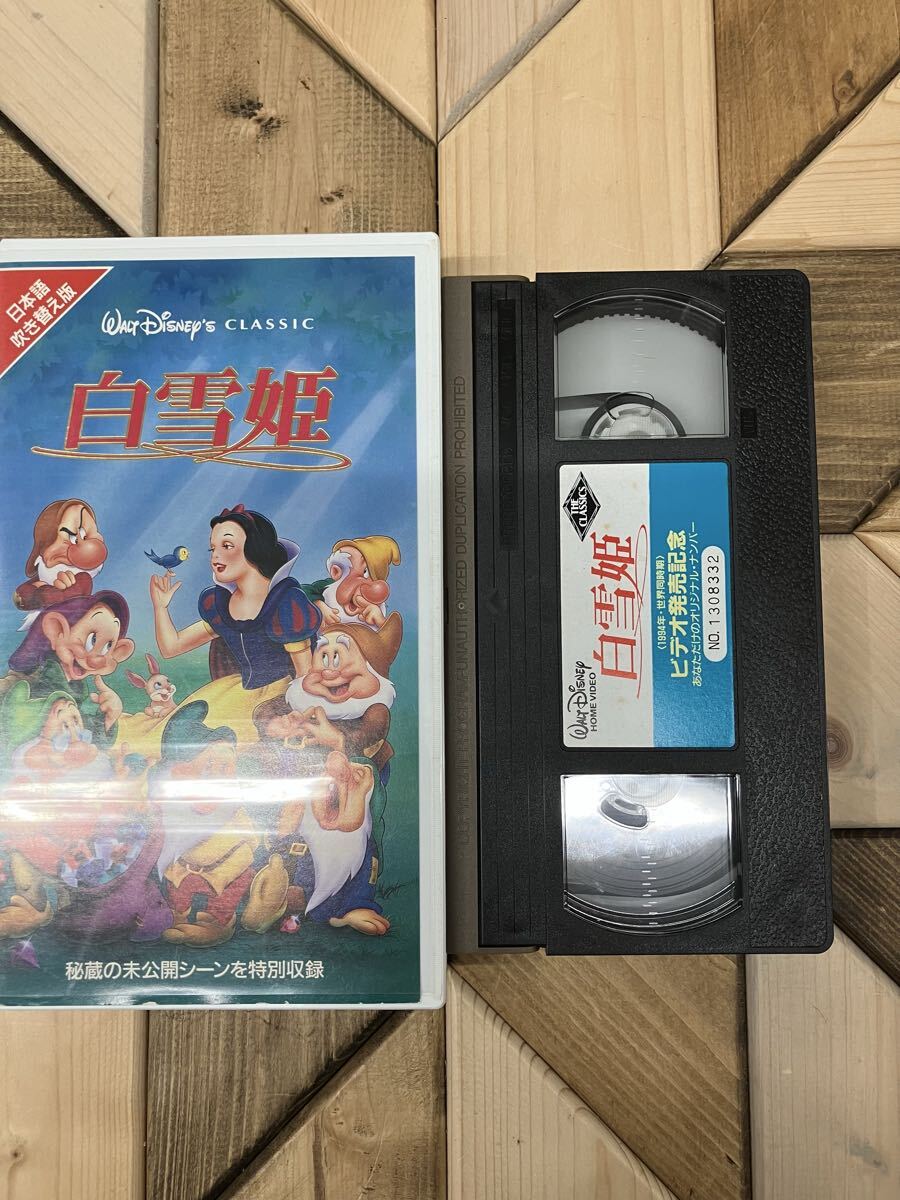 日本語
吹き替え版
WALT DISNEY'S CLASSIC
白雪姫
秘蔵の未公開シーンを特別収録
UNAUTHORIZED DUPLICATION PROHIBITED
THE
CLASSICS
WALT DISNEY
HOME VIDEO
白雪姫
(1994年・世界同時期)
ビデオ発売記念
あなただけのオリジナル・ナンバー
NO. 1308332